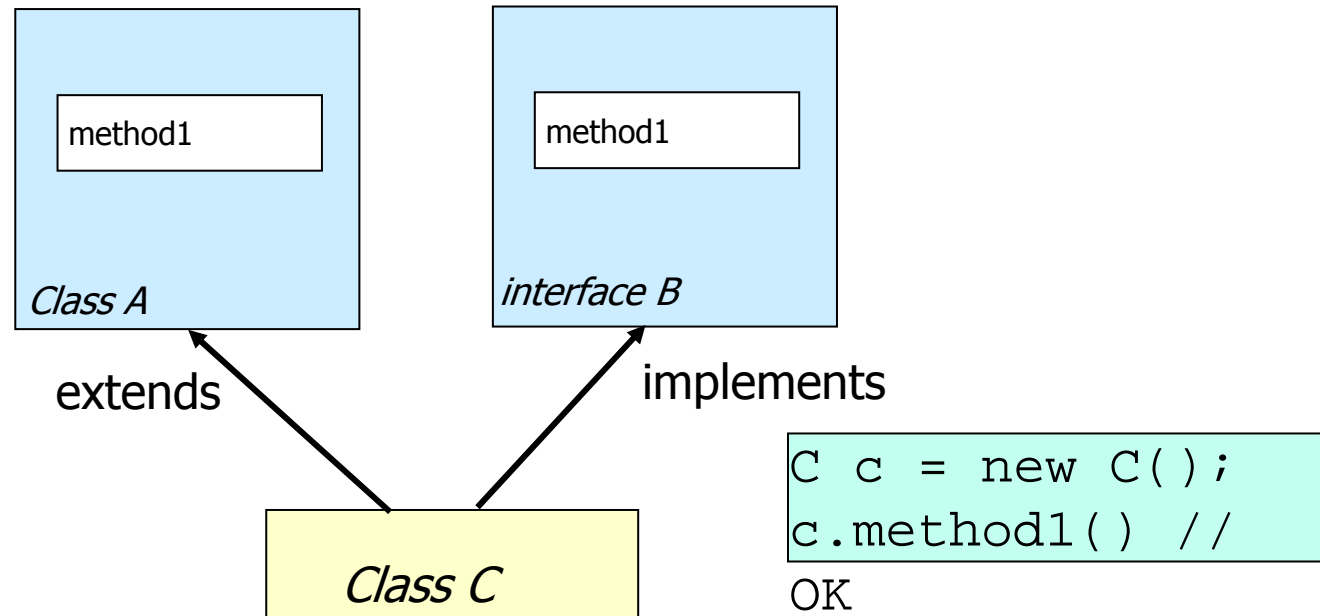 method1
method1
Class A
interface B
extends
implements
C c = new C();
c.method1() //
OK
Class C